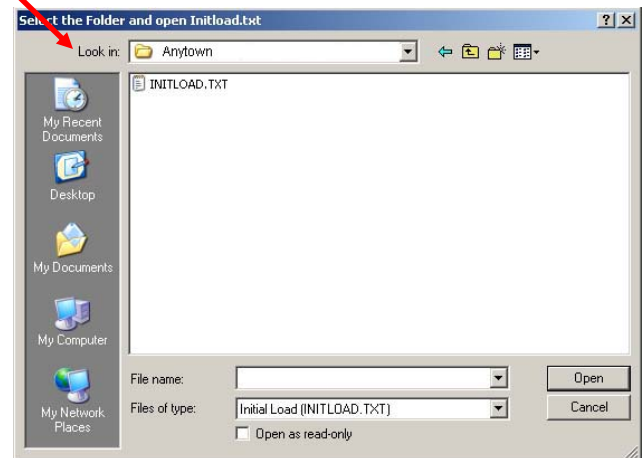 Select the Folder and open Initload.txt
Look in: Anytown
INITLOAD.TXT
My Recent
Documents
Desktop
My Documents
My Computer
My Network
Places
File name:
Open
Files of type: Initial Load (INITLOAD.TXT)
Cancel
Open as read-only